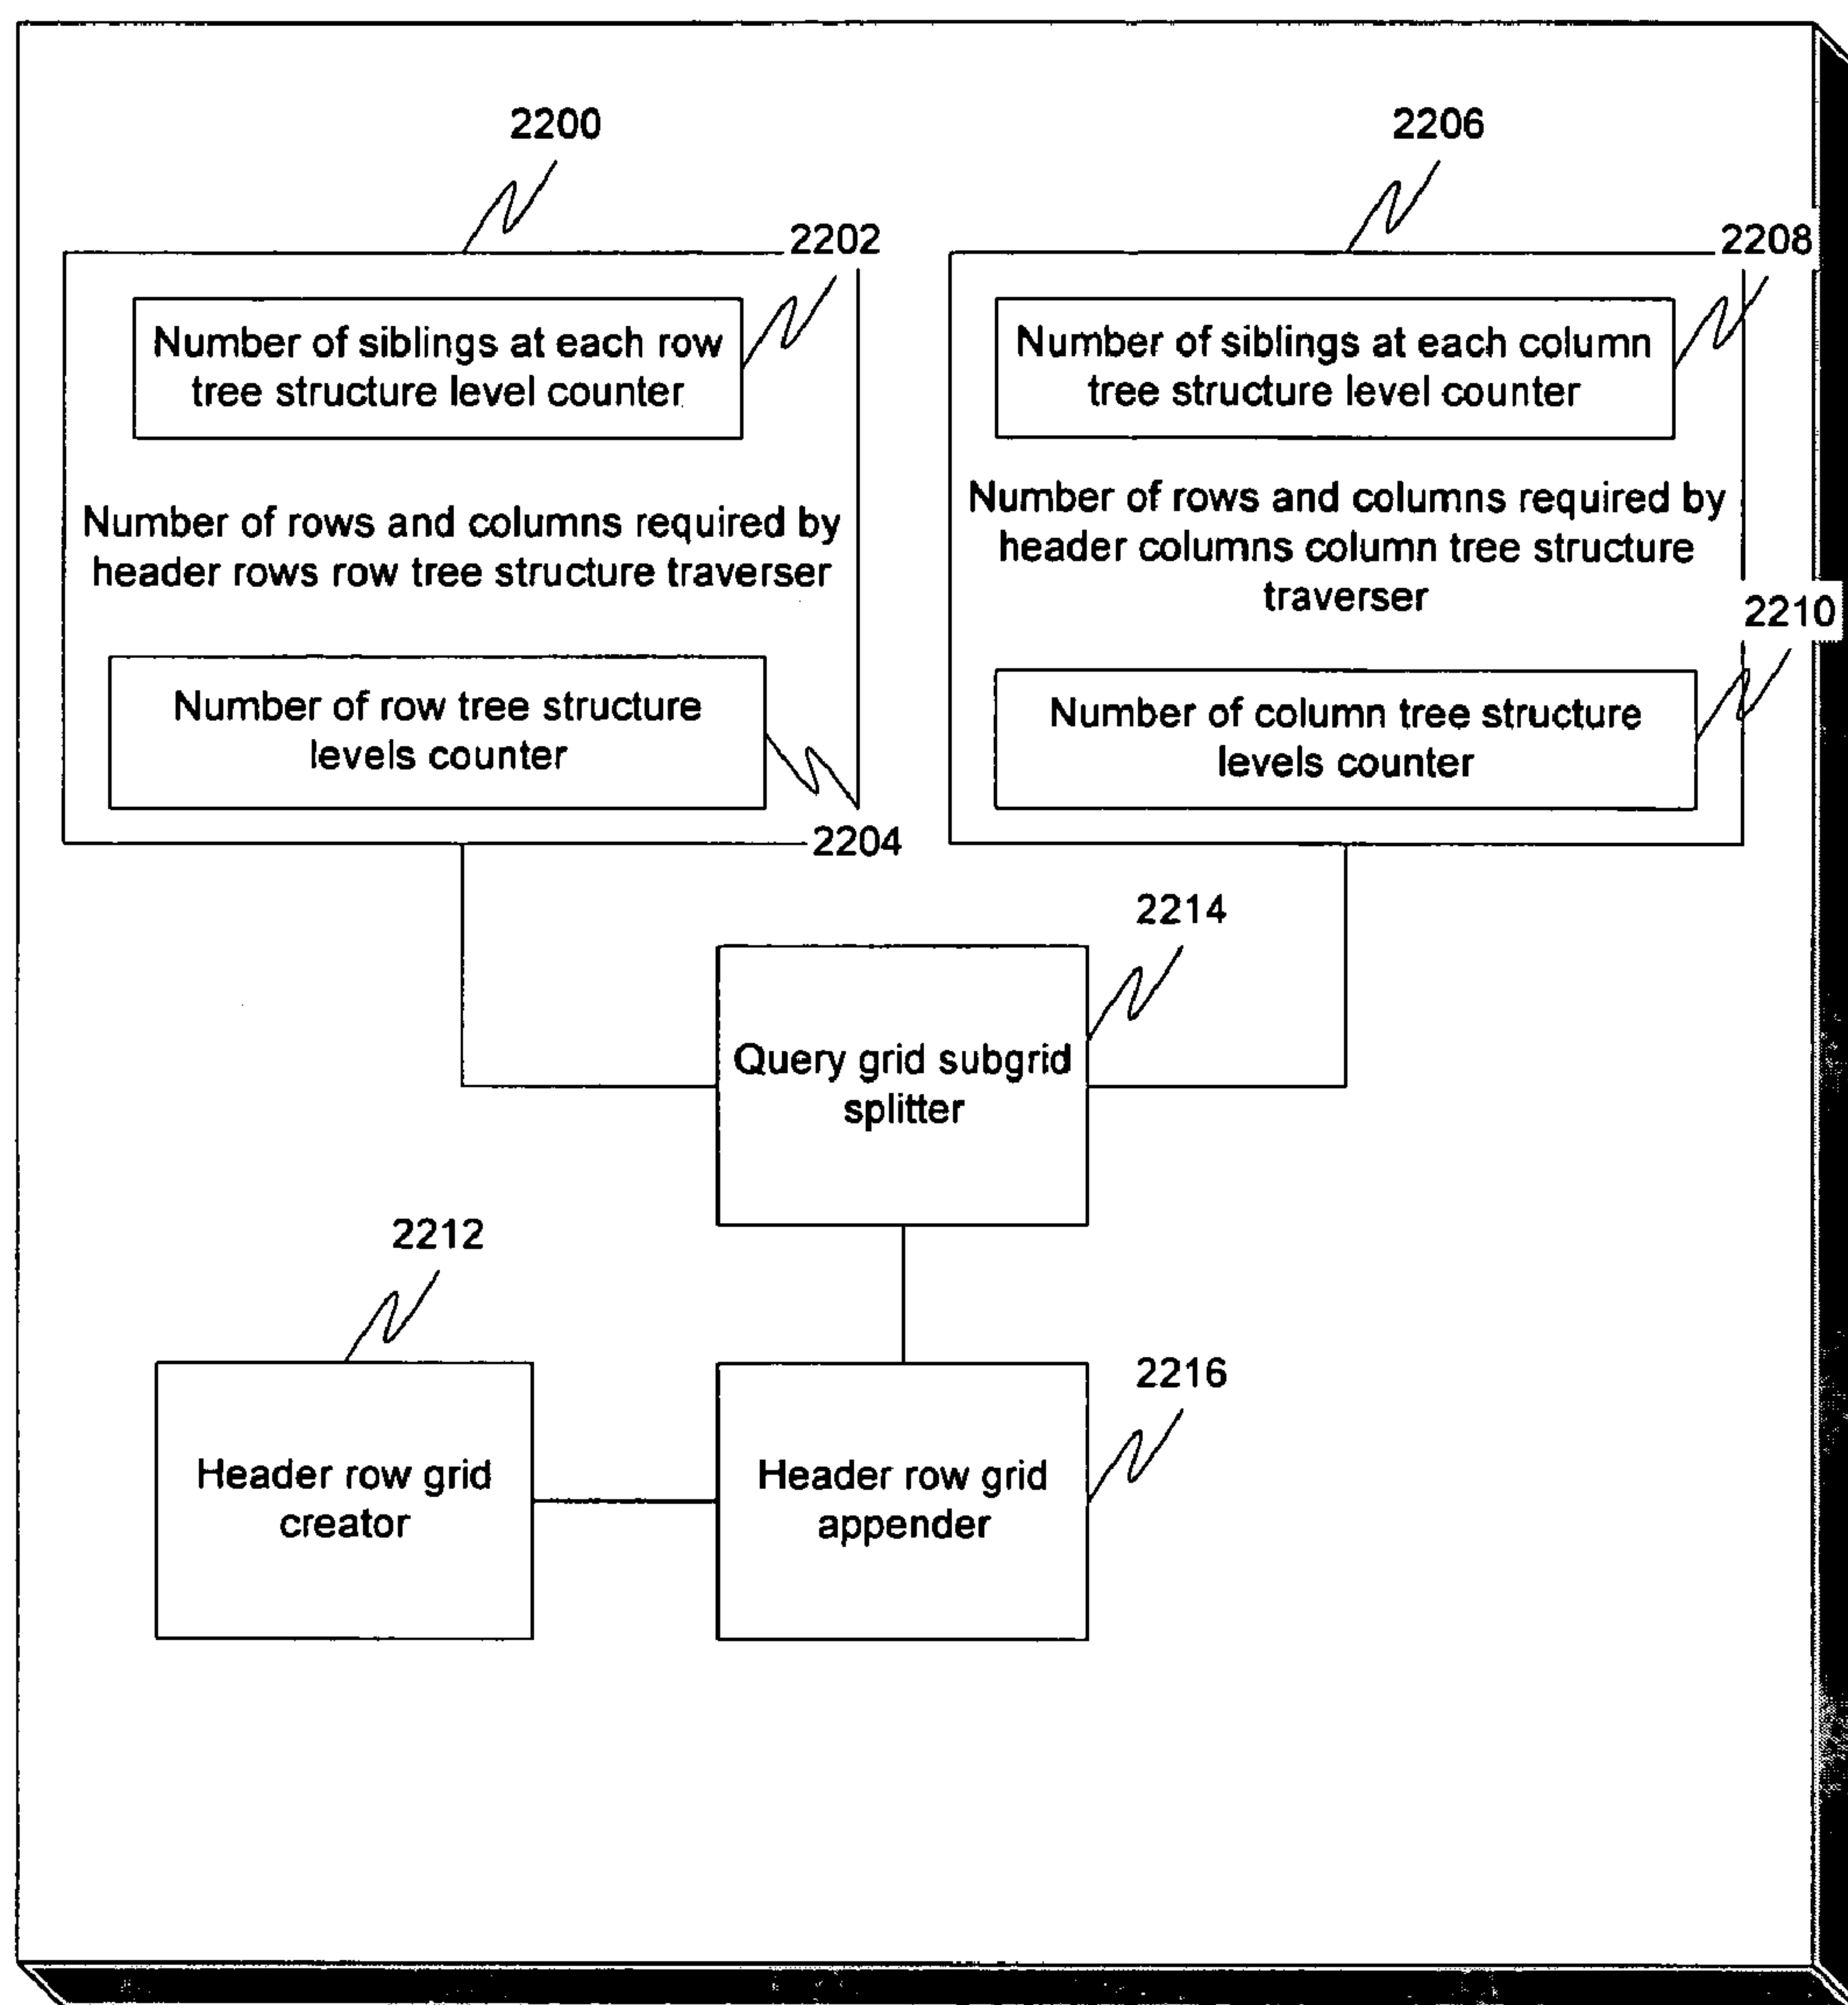 2200
2206
2202
2208
Number of siblings at each row
tree structure level counter
Number of siblings at each column
tree structure level counter
Number of rows and columns required by
header rows row tree structure traverser
Number of rows and columns required by
header columns column tree structure
traverser
2210
Number of row tree structure
levels counter
Number of column tree structure
levels counter
2204
2214
Query grid subgrid
splitter
2212
2216
Header row grid
creator
Header row grid
appender